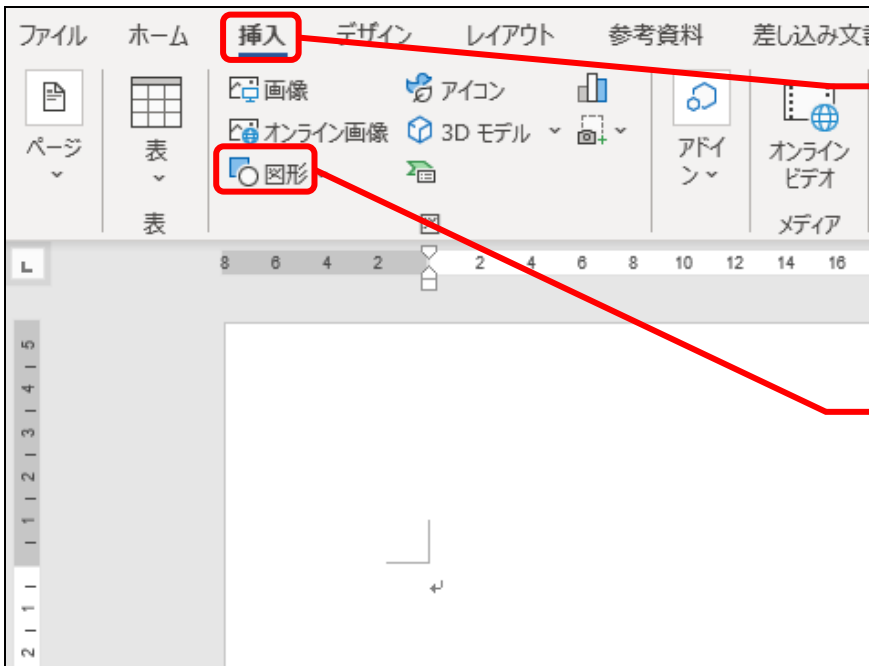 ファイル ホーム 挿入 デザイン レイアウト 参考資料 差し込み文書
画像 アイコン
オンライン画像 3D モデル
図形
ページ 表 アドイ
ン オンライン
ビデオ
表 図 メディア
L 8 6 4 2 2 4 6 8 10 12 14 16
5
4
3
2
1
1
2